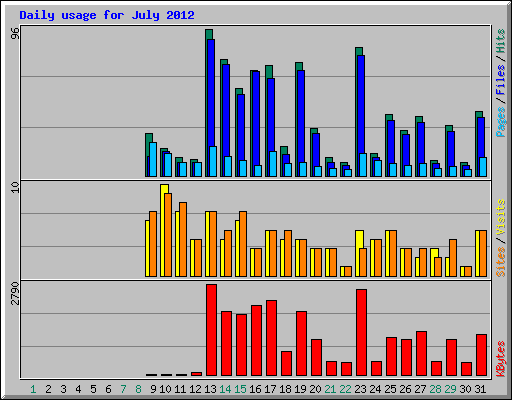 Daily usage for July 2012
96
Pages / Files / Hits
10
Sites / Visits
2790
KBytes
1 2 3 4 5 6 7 8 9 10 11 12 13 14 15 16 17 18 19 20 21 22 23 24 25 26 27 28 29 30 31